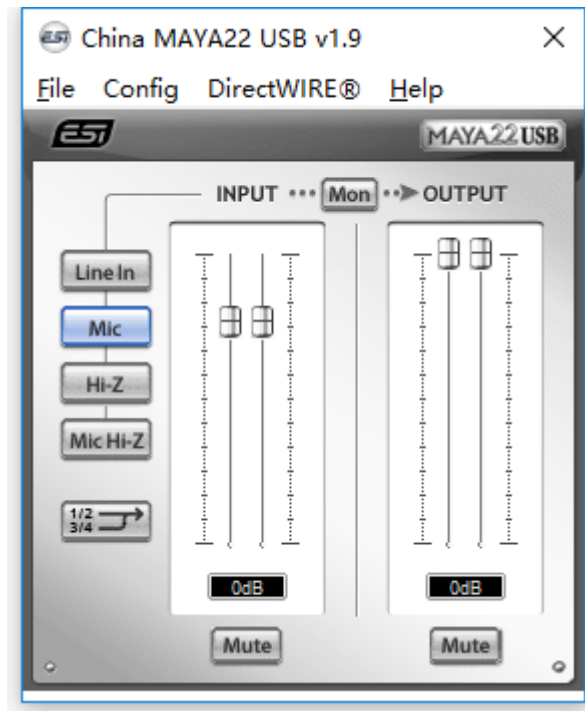 ESI China MAYA22 USB v1.9
File Config DirectWIRE® Help
ESI MAYA22USB
INPUT Mon OUTPUT
Line In
Mic
Hi-Z
Mic Hi-Z
1/2
3/4
0dB 0dB
Mute Mute